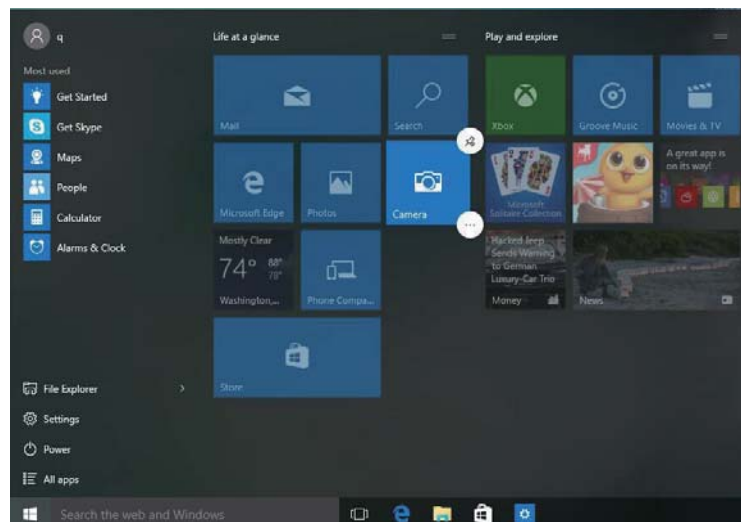 q
Most used
Get Started
Get Skype
Maps
People
Calculator
Alarms & Clock
File Explorer
Settings
Power
All apps
Life at a glance
Mail
Search
Microsoft Edge
Photos
Camera
Mostly Clear
74° 88°
70°
Washington,...
Phone Compa...
Store
Play and explore
Xbox
Groove Music
Movies & TV
Microsoft
Solitaire Collection
A great app is
on its way!
Hacked Jeep
Sends Warning
to German
Luxury-Car Trio
Money
News
Search the web and Windows